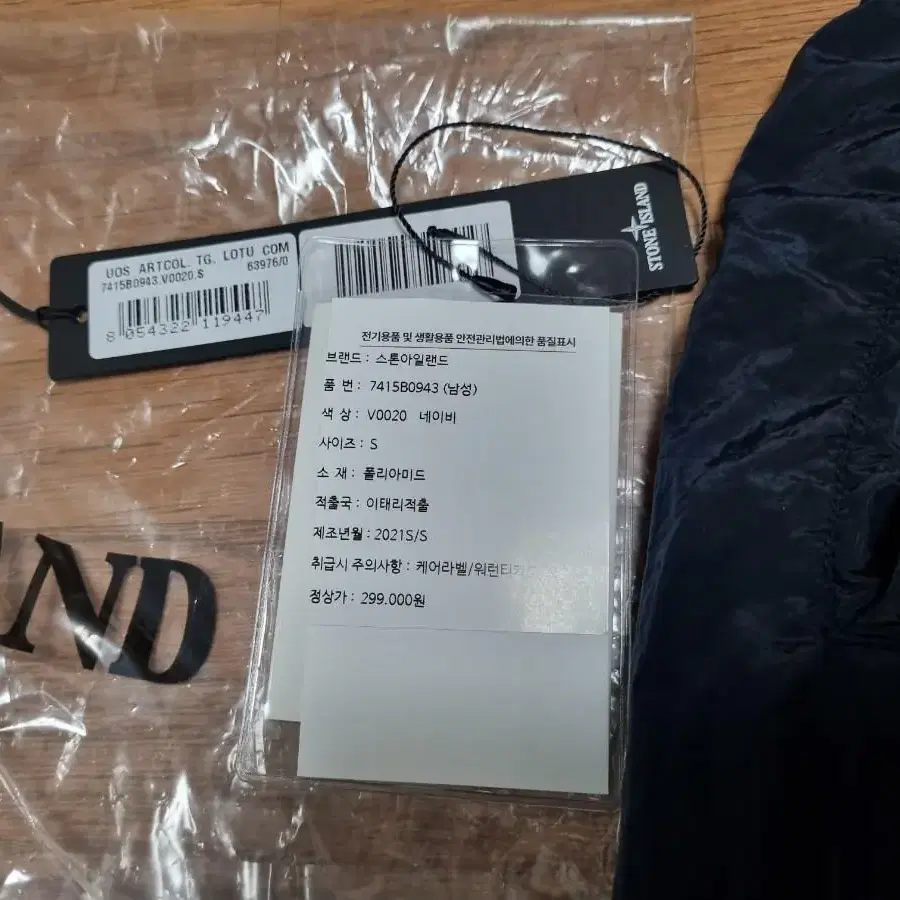 UOS ARTCOL. TG. LOTU COM
7415B0943.V0020.S 63976/0
8 054322 119447
STONE ISLAND
전기용품 및 생활용품 안전관리법에의한 품질표시
브랜드 : 스톤아일랜드
품 번 : 7415B0943 (남성)
색 상 : V0020 네이비
사이즈 : S
소 재 : 폴리아미드
적출국 : 이태리적출
제조년월 : 2021S/S
취급시 주의사항 : 케어라벨/워런티카드
정상가 : 299.000원
ND